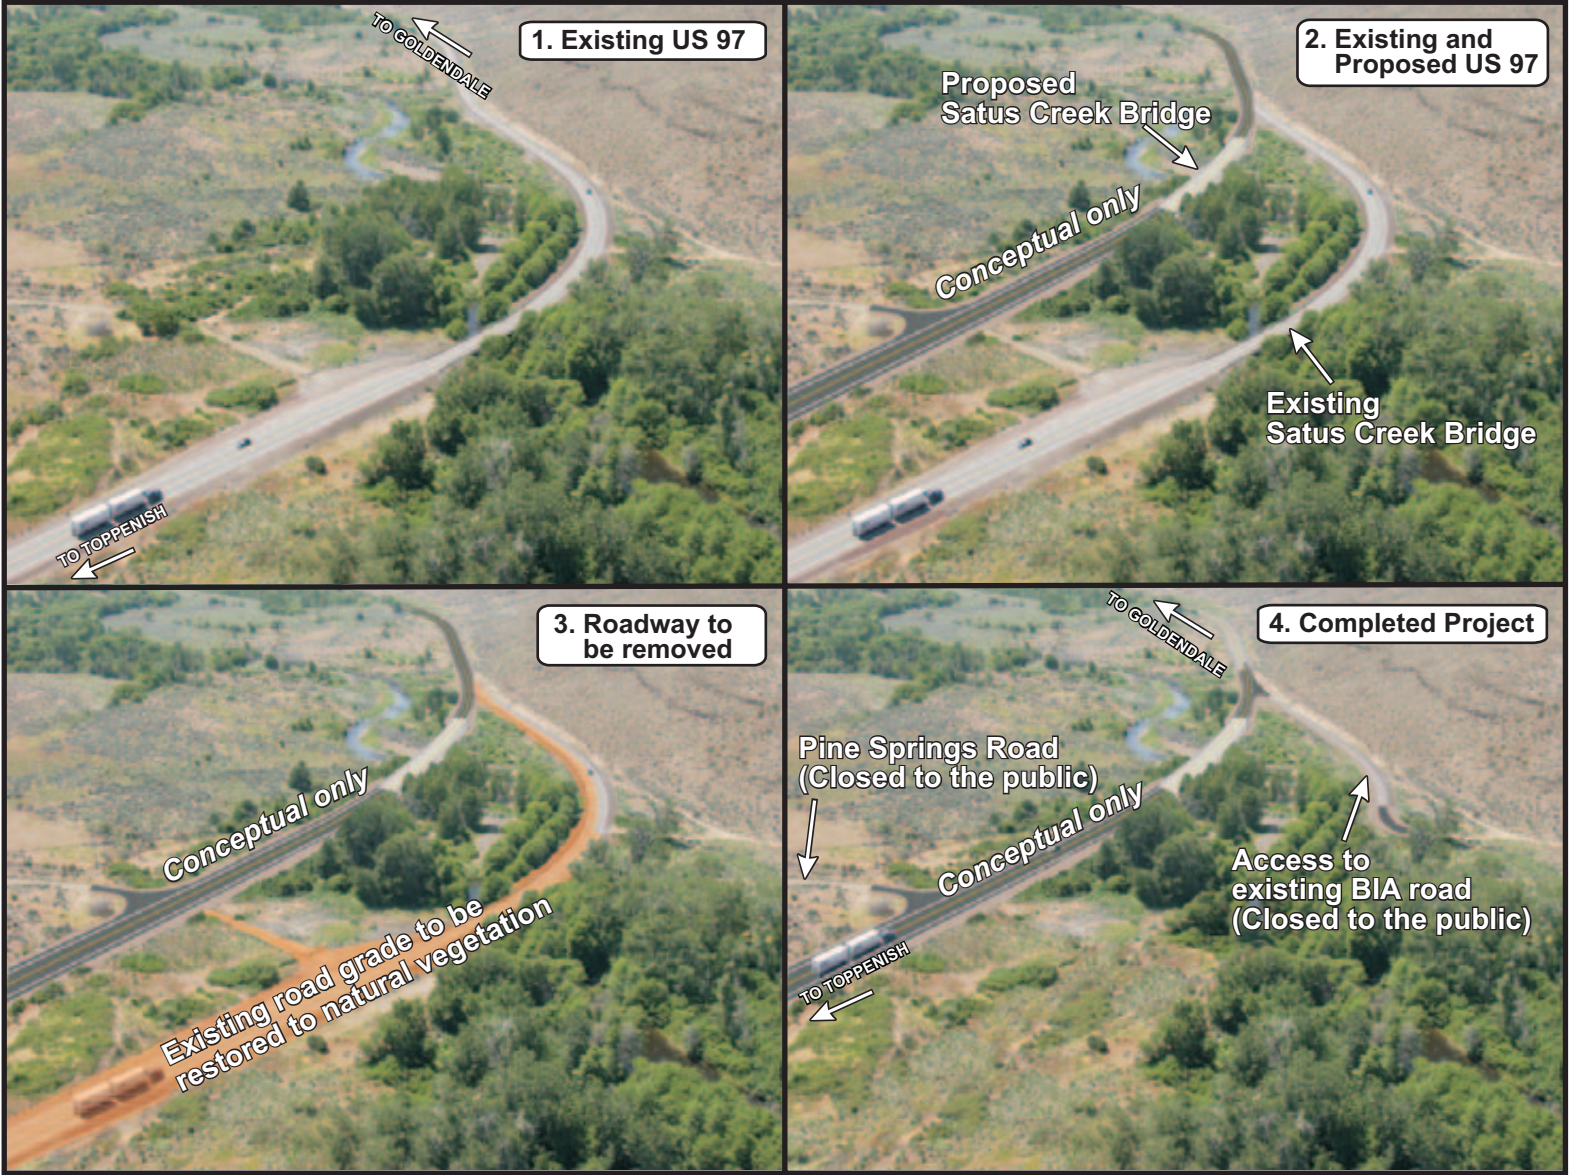 1. Existing US 97
TO GOLDENDALE
TO TOPPENISH
2. Existing and
Proposed US 97
Proposed
Satus Creek Bridge
Conceptual only
Existing
Satus Creek Bridge
3. Roadway to
be removed
Conceptual only
Existing road grade to be
restored to natural vegetation
4. Completed Project
TO GOLDENDALE
Pine Springs Road
(Closed to the public)
Conceptual only
Access to
existing BIA road
(Closed to the public)
TO TOPPENISH